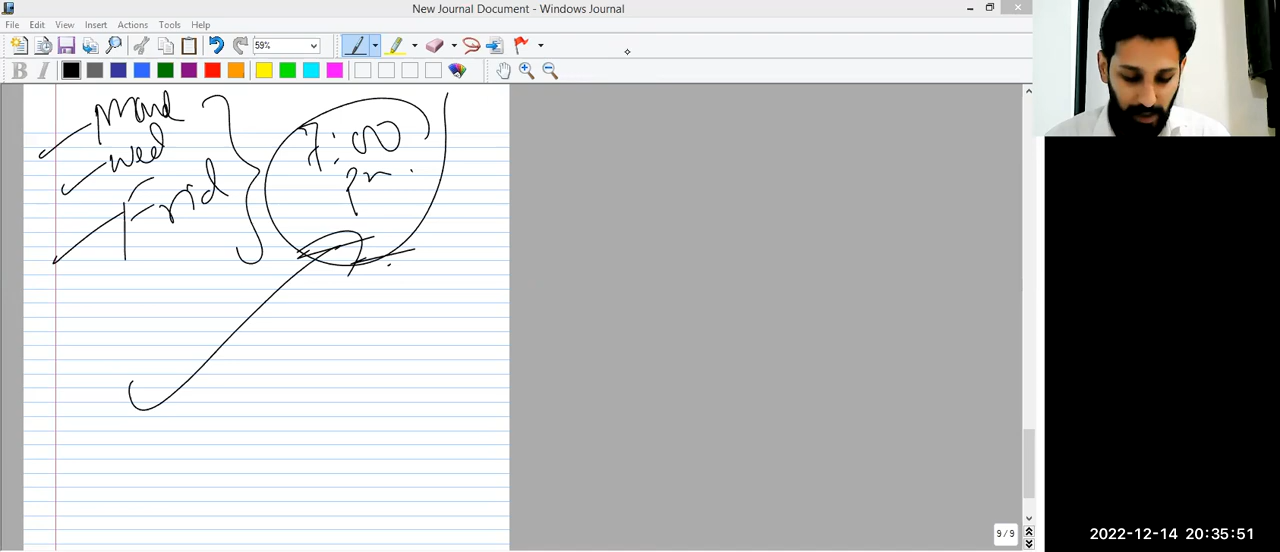 New Journal Document - Windows Journal
File Edit View Insert Actions Tools Help
59%
B I
Mond
Wed
Frid
7:00
pm.
9/9
2022-12-14 20:35:51